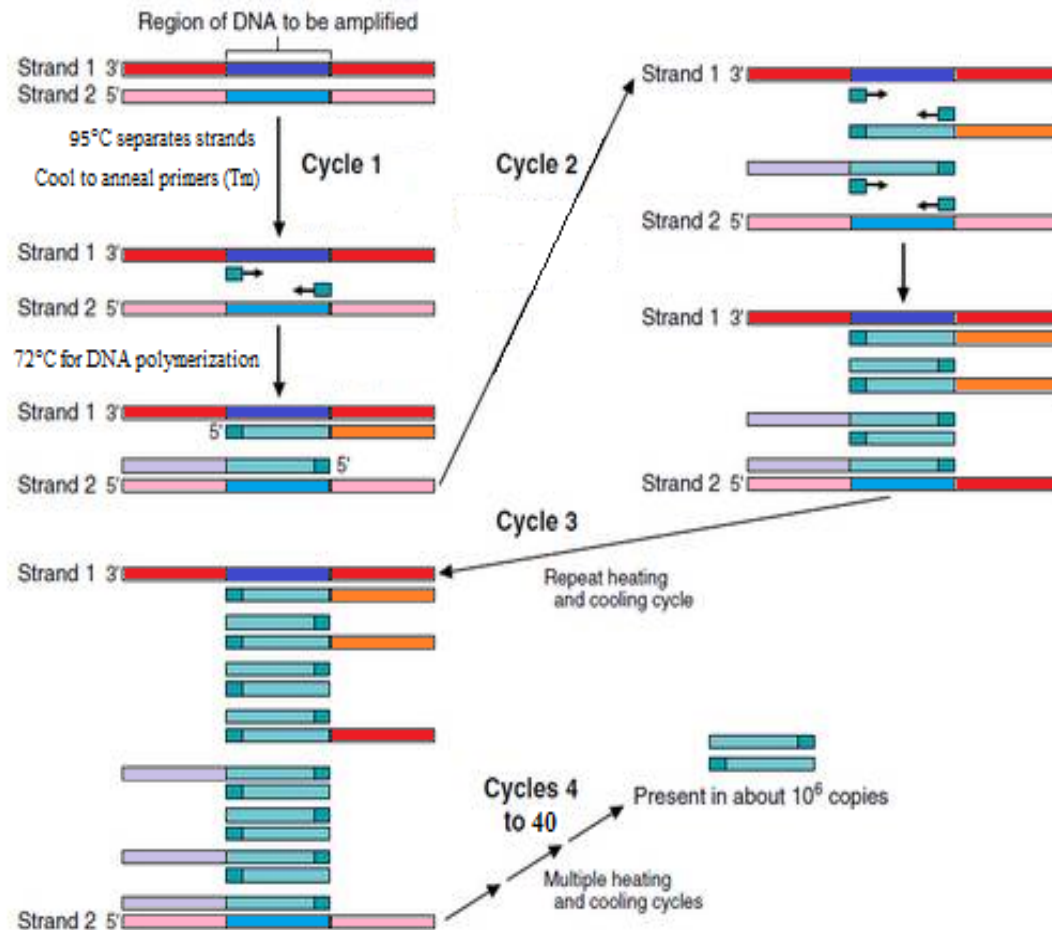 Region of DNA to be amplified
Strand 1 3'
Strand 2 5'
95°C separates strands
Cool to anneal primers (Tm)
Cycle 1
Strand 1 3'
Strand 2 5'
72°C for DNA polymerization
Strand 1 3'
5'
5'
Strand 2 5'
Cycle 2
Strand 1 3'
Strand 2 5'
Strand 1 3'
Strand 2 5'
Cycle 3
Repeat heating
and cooling cycle
Strand 1 3'
Strand 2 5'
Cycles 4
to 40
Multiple heating
and cooling cycles
Present in about 10⁶ copies